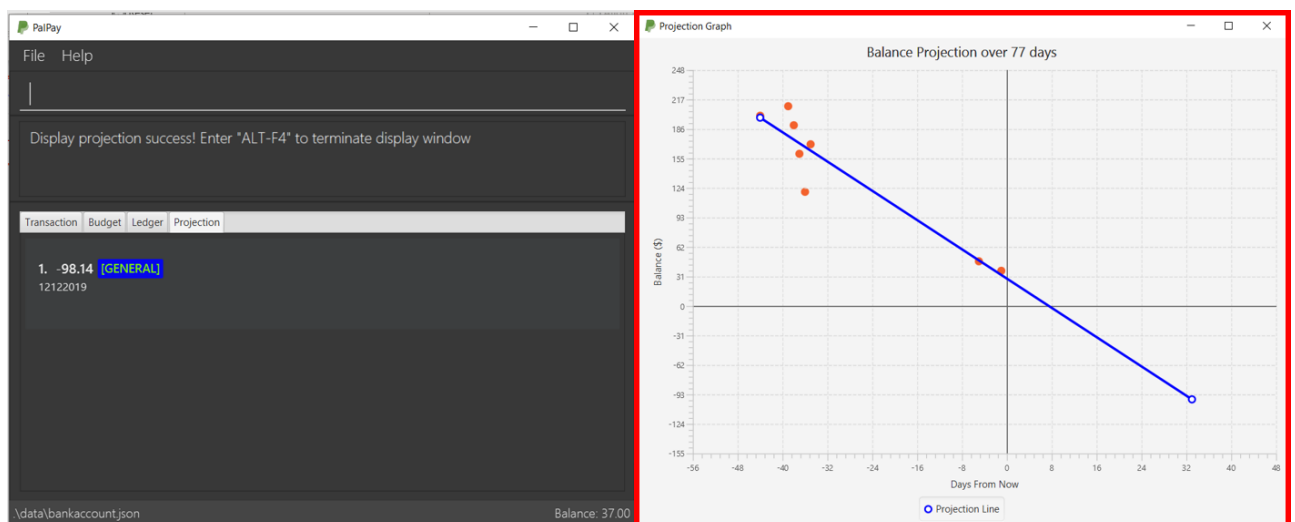 PalPay
File Help
Display projection success! Enter "ALT-F4" to terminate display window
Transaction Budget Ledger Projection
1. -98.14 [GENERAL]
12122019
.\data\bankaccount.json
Balance: 37.00
Projection Graph
Balance Projection over 77 days
248
217
186
155
124
93
62
31
0
-31
-62
-93
-124
-155
Balance ($)
-56 -48 -40 -32 -24 -16 -8 0 8 16 24 32 40 48
Days From Now
Projection Line